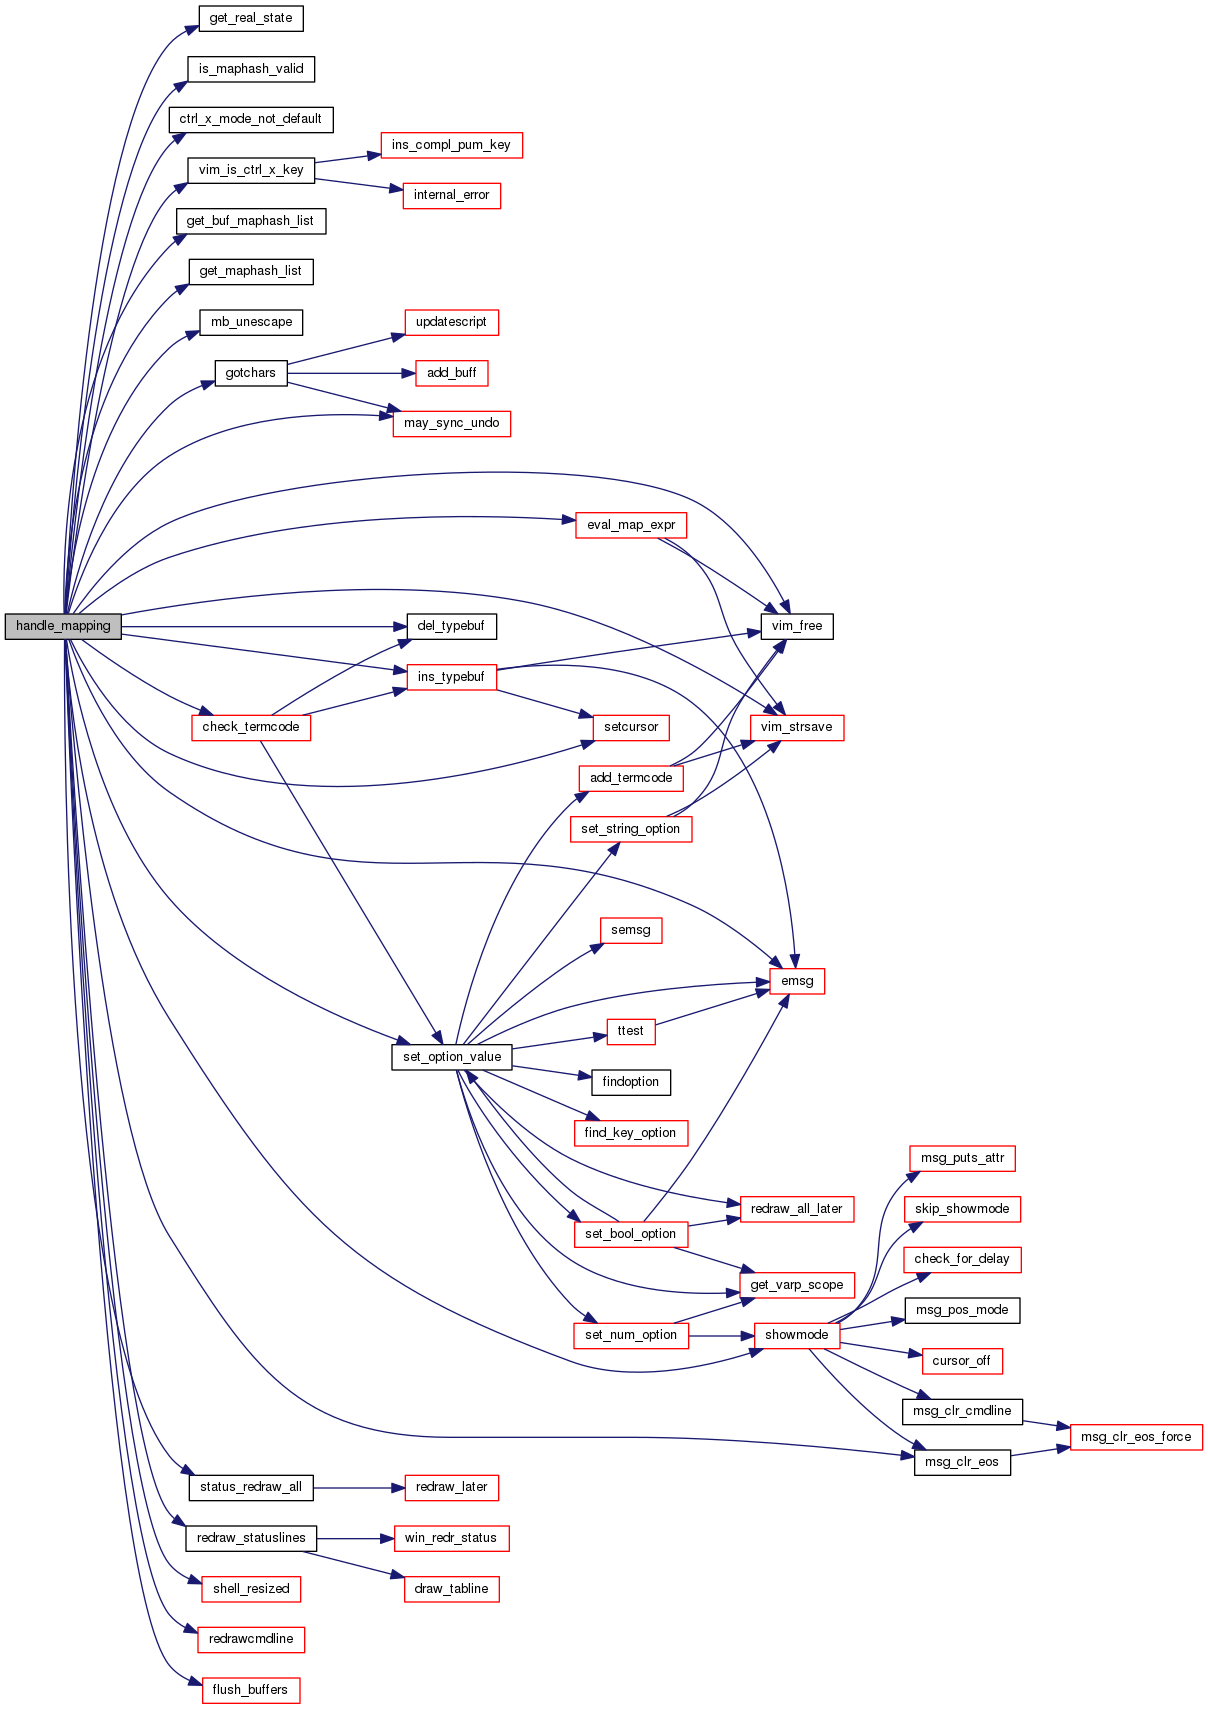 get_real_state
is_maphash_valid
ctrl_x_mode_not_default
ins_compl_pum_key
vim_is_ctrl_x_key
internal_error
get_buf_maphash_list
get_maphash_list
mb_unescape
updatescript
gotchars
add_buff
may_sync_undo
eval_map_expr
handle_mapping
del_typebuf
vim_free
ins_typebuf
check_termcode
setcursor
vim_strsave
add_termcode
set_string_option
semsg
emsg
ttest
set_option_value
findoption
find_key_option
msg_puts_attr
redraw_all_later
skip_showmode
set_bool_option
check_for_delay
get_varp_scope
msg_pos_mode
set_num_option
showmode
cursor_off
msg_clr_cmdline
msg_clr_eos_force
msg_clr_eos
status_redraw_all
redraw_later
redraw_statuslines
win_redr_status
shell_resized
draw_tabline
redrawcmdline
flush_buffers